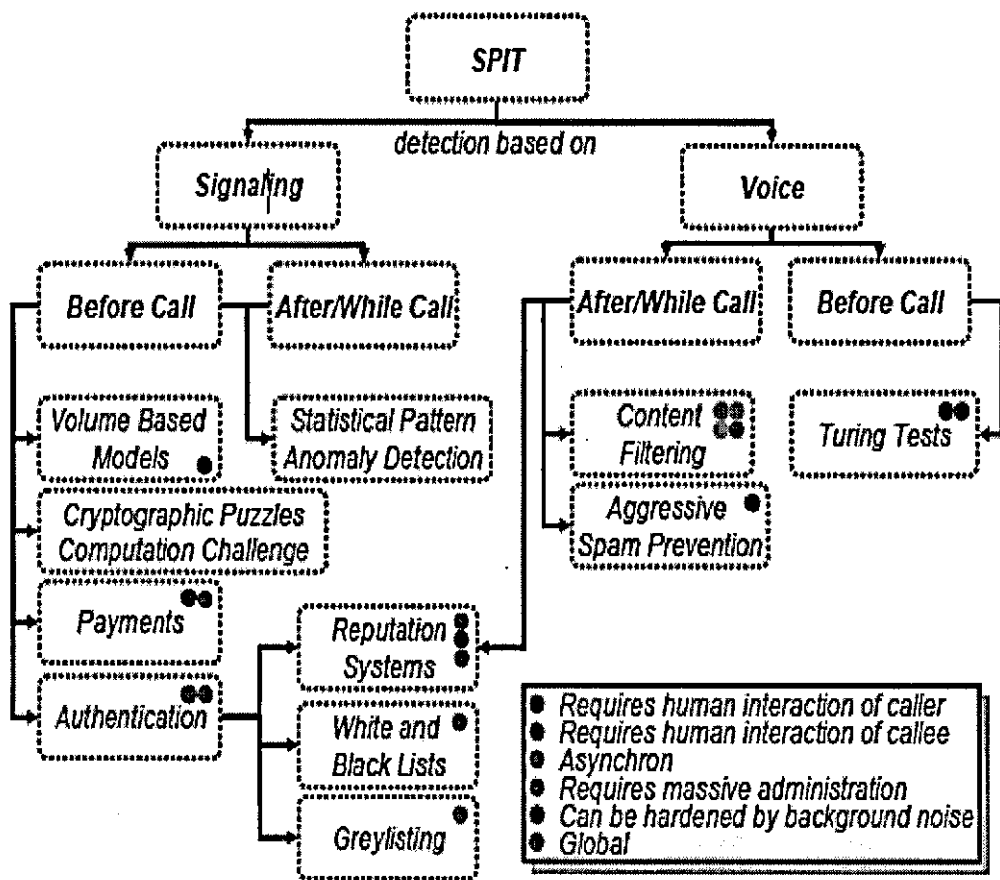 SPIT
detection based on
Signaling
Voice
Before Call
After/While Call
After/While Call
Before Call
Volume Based
Models
Statistical Pattern
Anomaly Detection
Content
Filtering
Turing Tests
Cryptographic Puzzles
Computation Challenge
Aggressive
Spam Prevention
Payments
Reputation
Systems
Authentication
White and
Black Lists
Greylisting
Requires human interaction of caller
Requires human interaction of callee
Asynchron
Requires massive administration
Can be hardened by background noise
Global